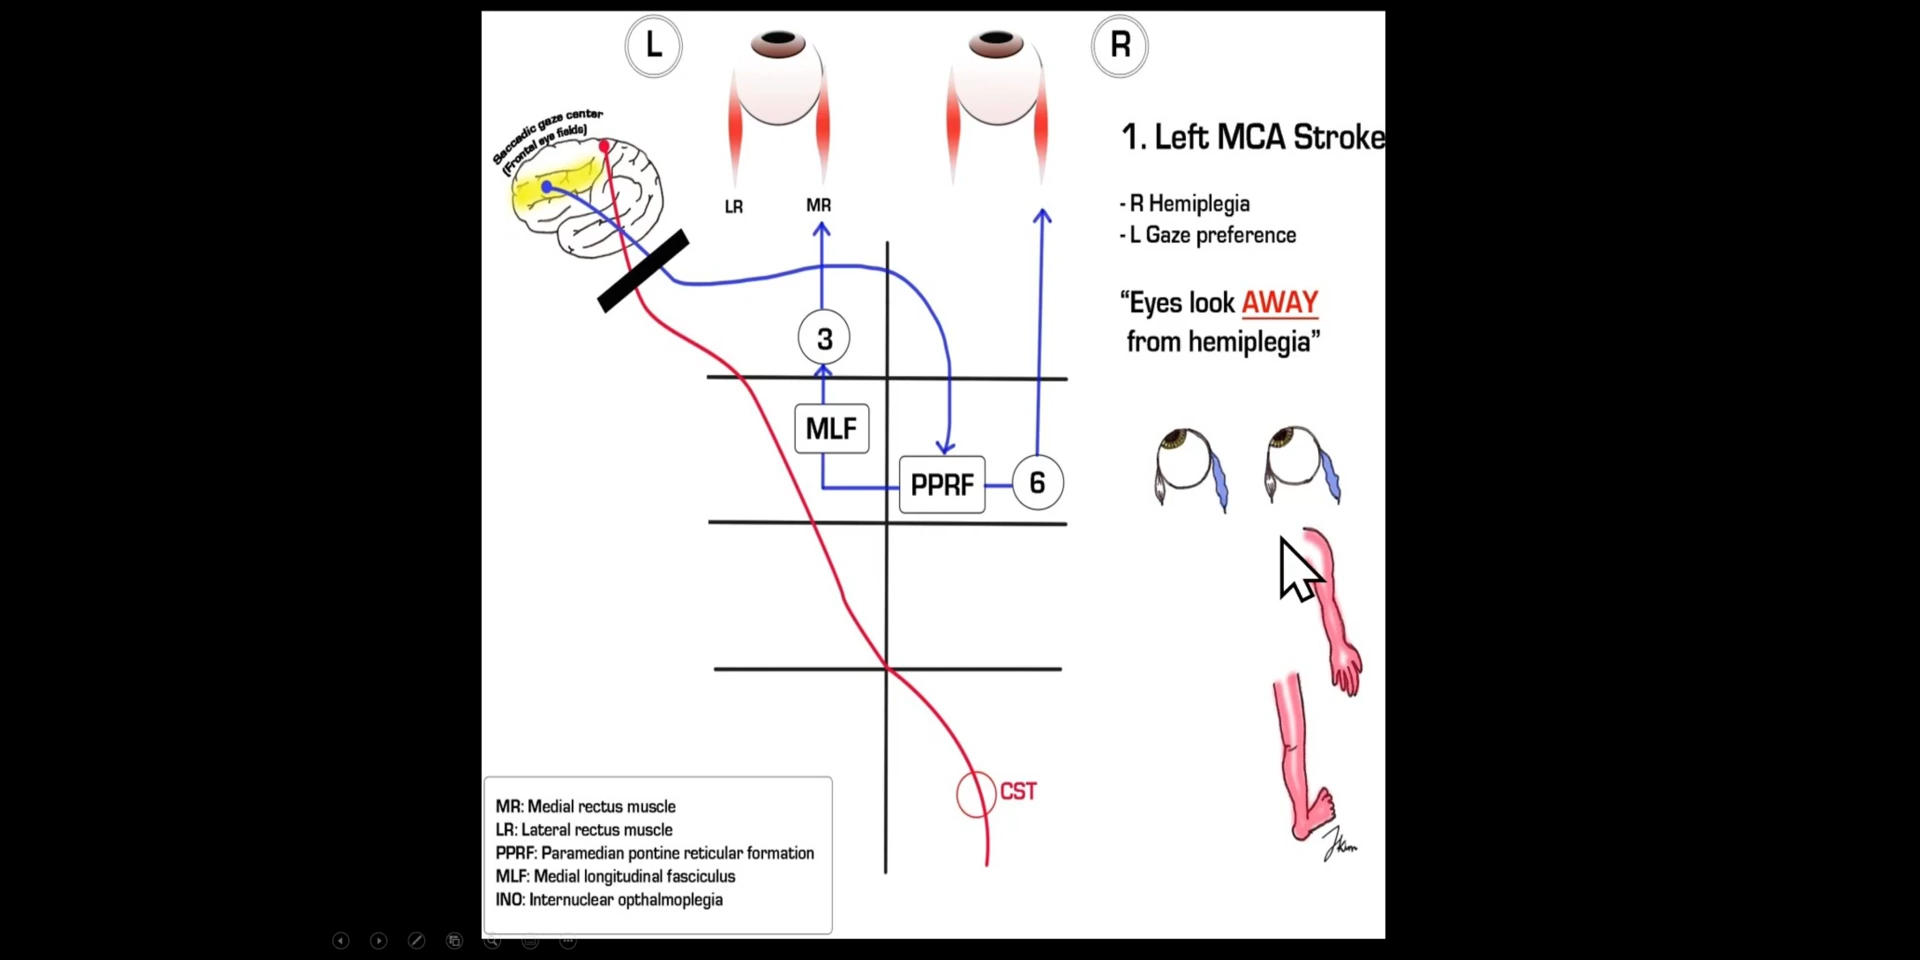 L
R
Saccadic gaze center
(Frontal eye fields)
1. Left MCA Stroke
- R Hemiplegia
- L Gaze preference
"Eyes look AWAY
from hemiplegia"
LR
MR
3
MLF
PPRF
6
CST
MR: Medial rectus muscle
LR: Lateral rectus muscle
PPRF: Paramedian pontine reticular formation
MLF: Medial longitudinal fasciculus
INO: Internuclear opthalmoplegia